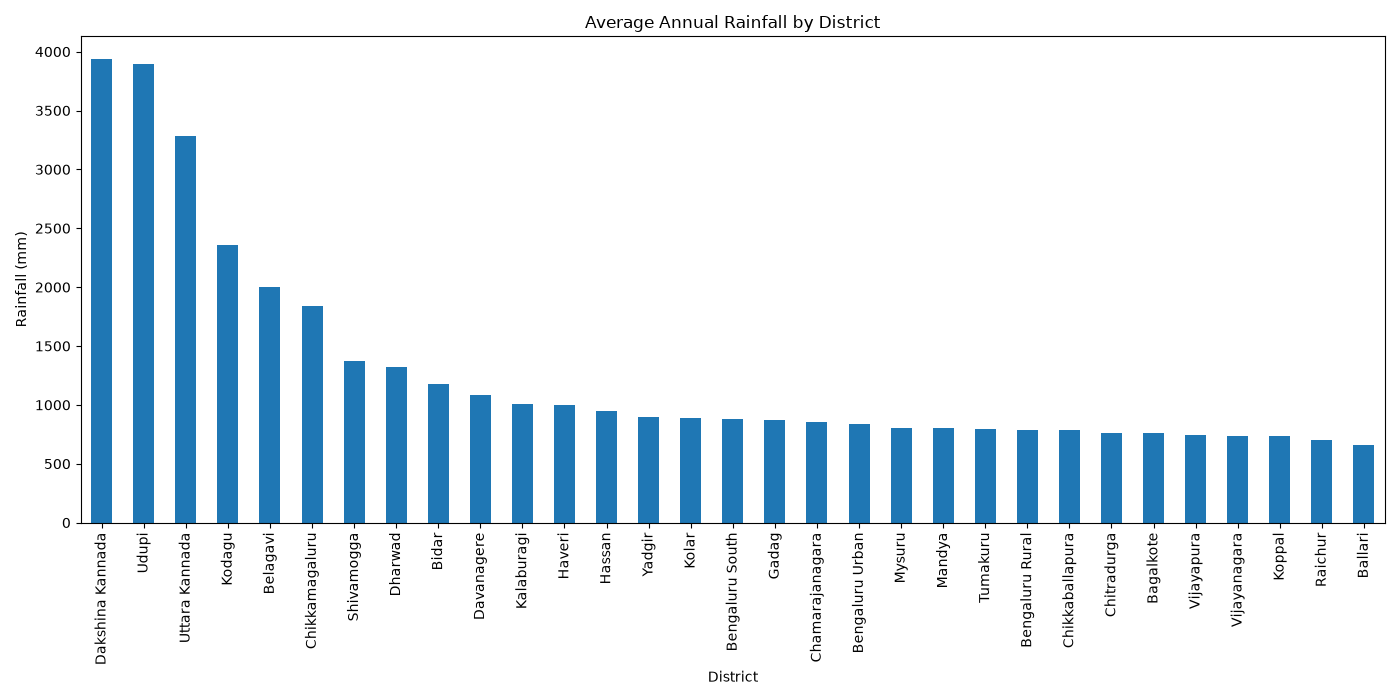 Average Annual Rainfall by District
Rainfall (mm)
4000
3500
3000
2500
2000
1500
1000
500
0
Dakshina Kannada
Udupi
Uttara Kannada
Kodagu
Belagavi
Chikkamagaluru
Shivamogga
Dharwad
Bidar
Davanagere
Kalaburagi
Haveri
Hassan
Yadgir
Kolar
Bengaluru South
Gadag
Chamarajanagara
Bengaluru Urban
Mysuru
Mandya
Tumakuru
Bengaluru Rural
Chikkaballapura
Chitradurga
Bagalkote
Vijayapura
Vijayanagara
Koppal
Raichur
Ballari
District